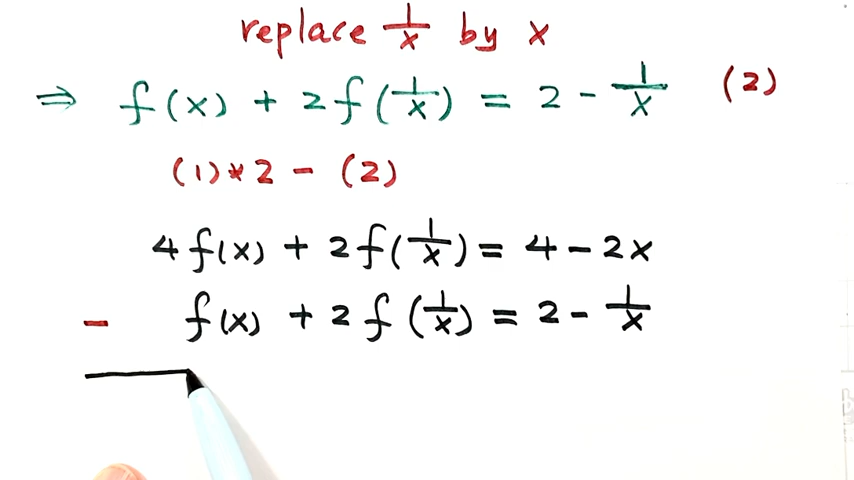 replace 1/x by x
⇒ f(x) + 2f(1/x) = 2 - 1/x (2)
(1)*2 - (2)
4f(x) + 2f(1/x) = 4 - 2x
- f(x) + 2f(1/x) = 2 - 1/x